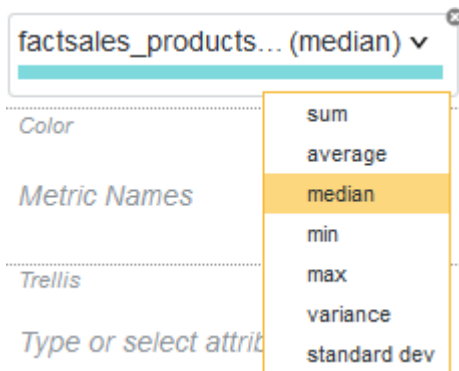 factsales_products... (median)
Color
Metric Names
Trellis
Type or select attrib
sum
average
median
min
max
variance
standard dev